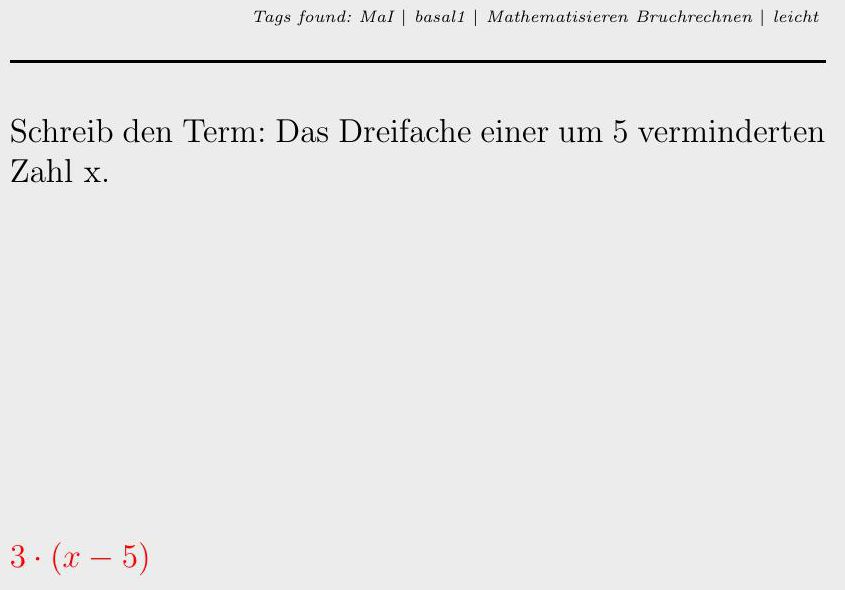 Tags found: MaI | basal1 | Mathematisieren Bruchrechnen | leicht
Schreib den Term: Das Dreifache einer um 5 verminderten
Zahl x.
3 · (x − 5)